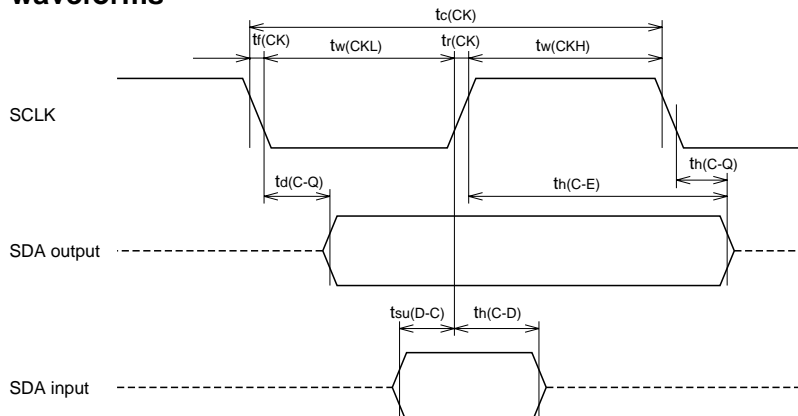 waveforms
tc(CK)
tf(CK) tw(CKL) tr(CK) tw(CKH)
SCLK
th(C-Q)
td(C-Q) th(C-E)
SDA output
tsu(D-C) th(C-D)
SDA input